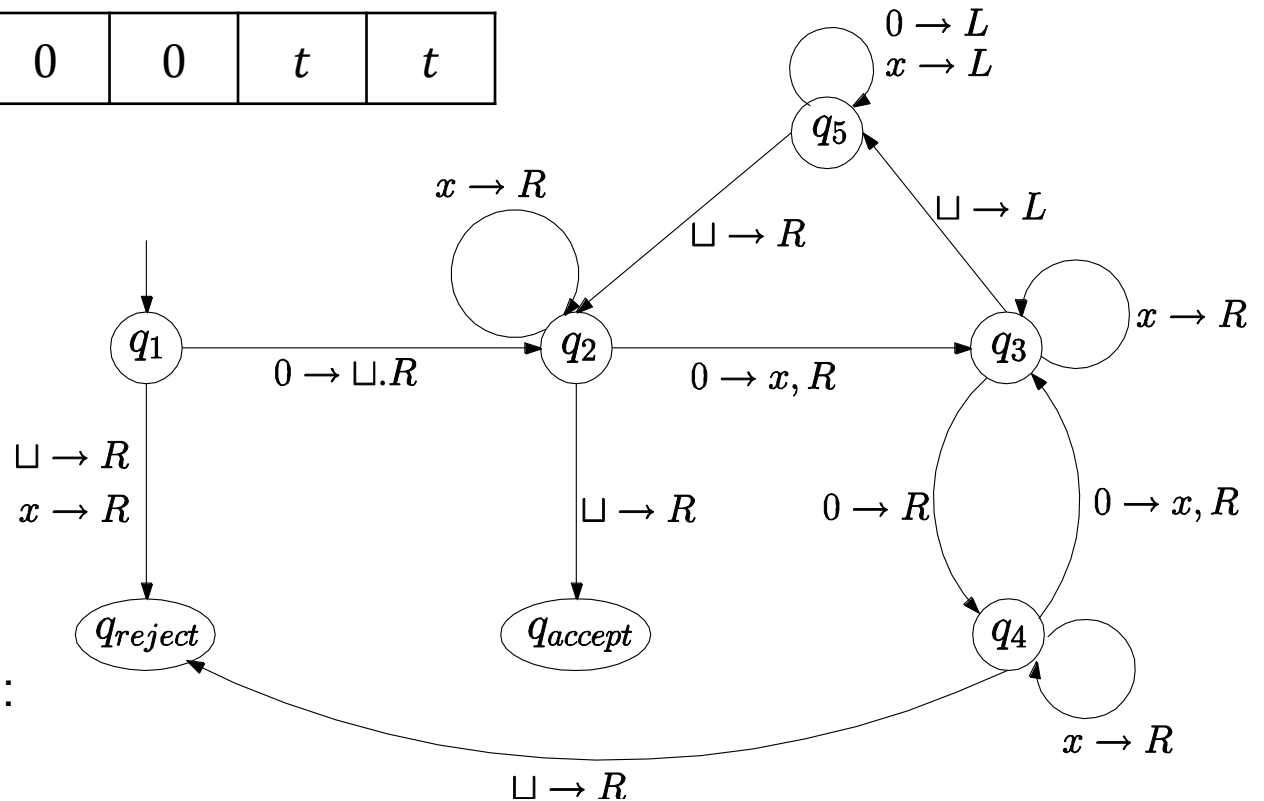 0 0 t t
0 → L
x → L
q5
x → R
⊔ → R
⊔ → L
q1
0 → ⊔.R
q2
0 → x, R
q3
x → R
⊔ → R
x → R
⊔ → R
0 → R
0 → x, R
qreject
qaccept
q4
:
x → R
⊔ → R